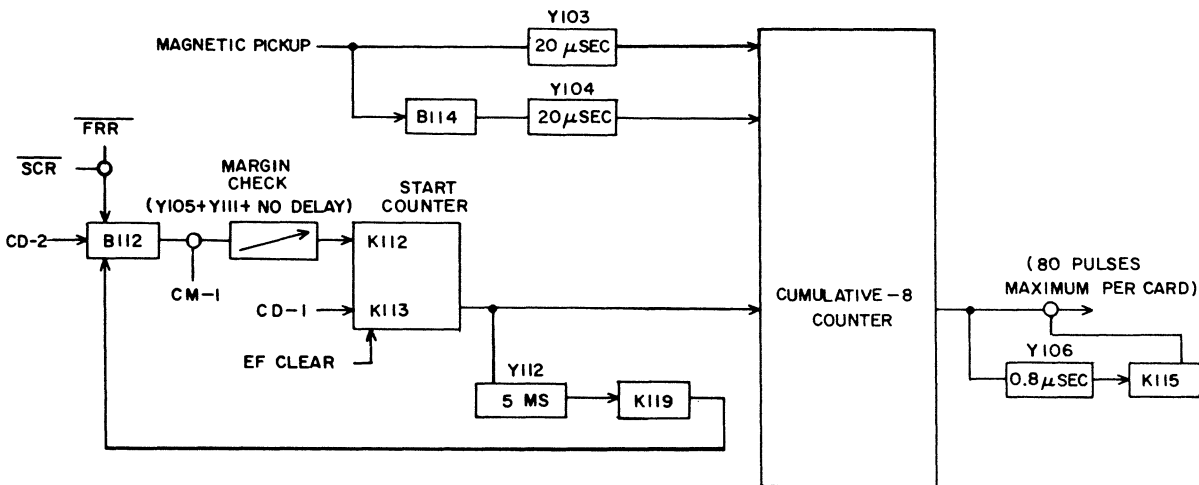 Y103
MAGNETIC PICKUP
20 μSEC
Y104
B114
20 μSEC
FRR
SCR
MARGIN
CHECK
(Y105+Y111+ NO DELAY)
START
COUNTER
CD-2
B112
K112
CM-1
CD-1
K113
EF CLEAR
Y112
5 MS
K119
CUMULATIVE-8
COUNTER
(80 PULSES
MAXIMUM PER CARD)
Y106
0.8 μSEC
K115